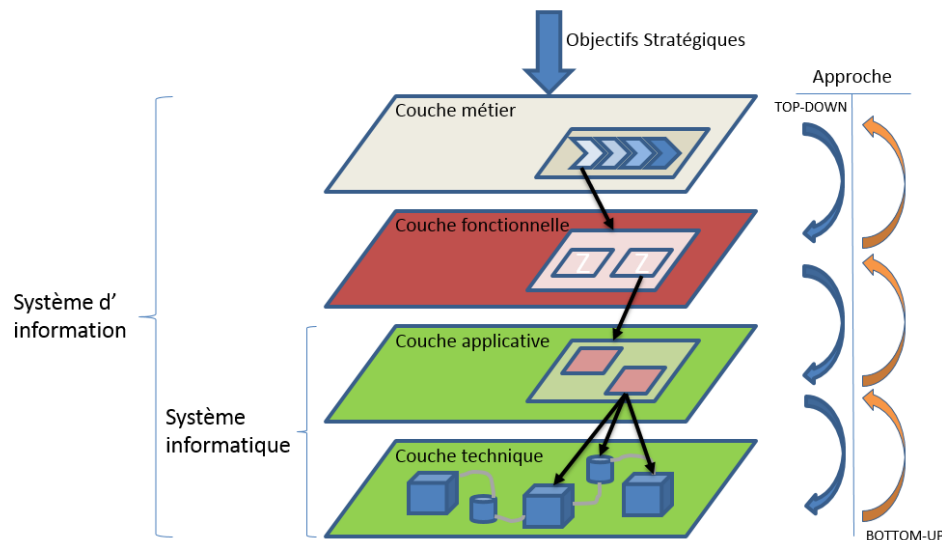 Objectifs Stratégiques
Approche
TOP-DOWN
Couche métier
Couche fonctionnelle
Z Z
Système d'
information
Couche applicative
Système
informatique
Couche technique
BOTTOM-UP